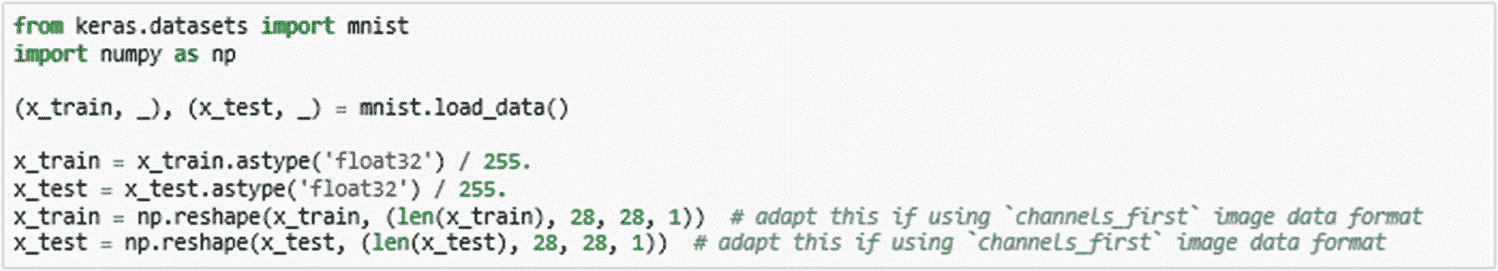 from keras.datasets import mnist
import numpy as np
(x_train, _), (x_test, _) = mnist.load_data()
x_train = x_train.astype('float32') / 255.
x_test = x_test.astype('float32') / 255.
x_train = np.reshape(x_train, (len(x_train), 28, 28, 1))  # adapt this if using `channels_first` image data format
x_test = np.reshape(x_test, (len(x_test), 28, 28, 1))  # adapt this if using `channels_first` image data format